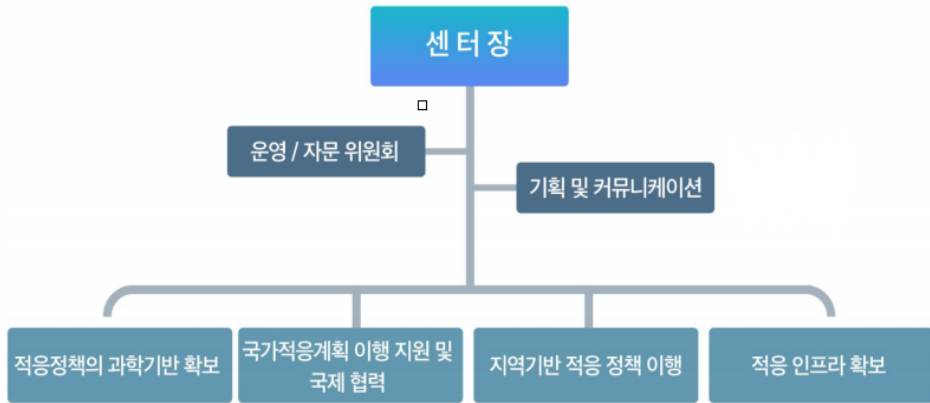 센터장
운영 / 자문 위원회
기획 및 커뮤니케이션
적응정책의 과학기반 확보
국가적응계획 이행 지원 및
국제 협력
지역기반 적응 정책 이행
적응 인프라 확보